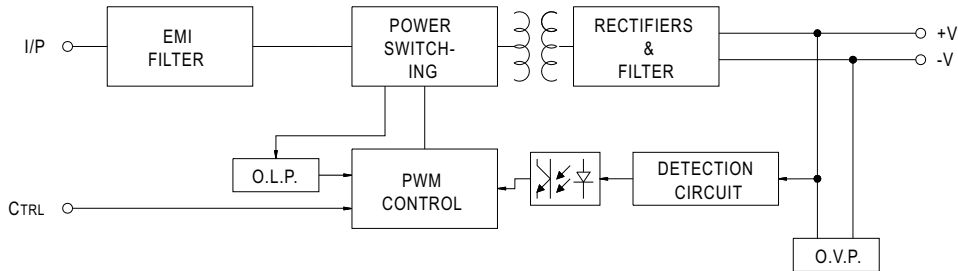 I/P
EMI
FILTER
POWER
SWITCH-
ING
RECTIFIERS
&
FILTER
+V
-V
O.L.P.
PWM
CONTROL
DETECTION
CIRCUIT
CTRL
O.V.P.